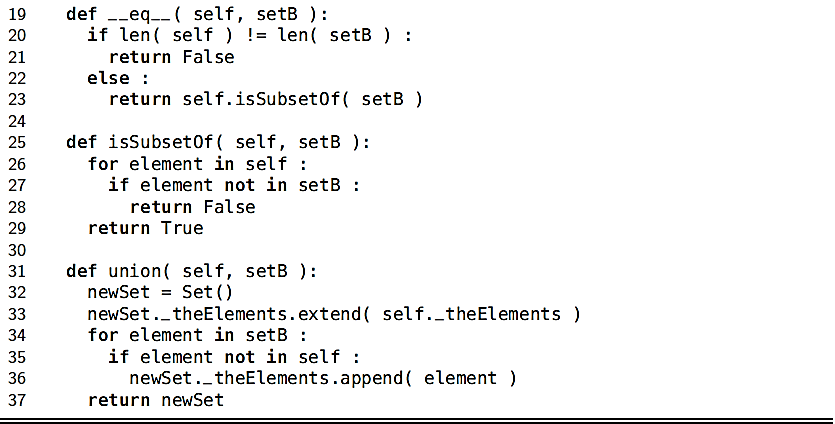 19 def __eq__( self, setB ):
20 if len( self ) != len( setB ) :
21 return False
22 else :
23 return self.isSubsetOf( setB )
24
25 def isSubsetOf( self, setB ):
26 for element in self :
27 if element not in setB :
28 return False
29 return True
30
31 def union( self, setB ):
32 newSet = Set()
33 newSet._theElements.extend( self._theElements )
34 for element in setB :
35 if element not in self :
36 newSet._theElements.append( element )
37 return newSet